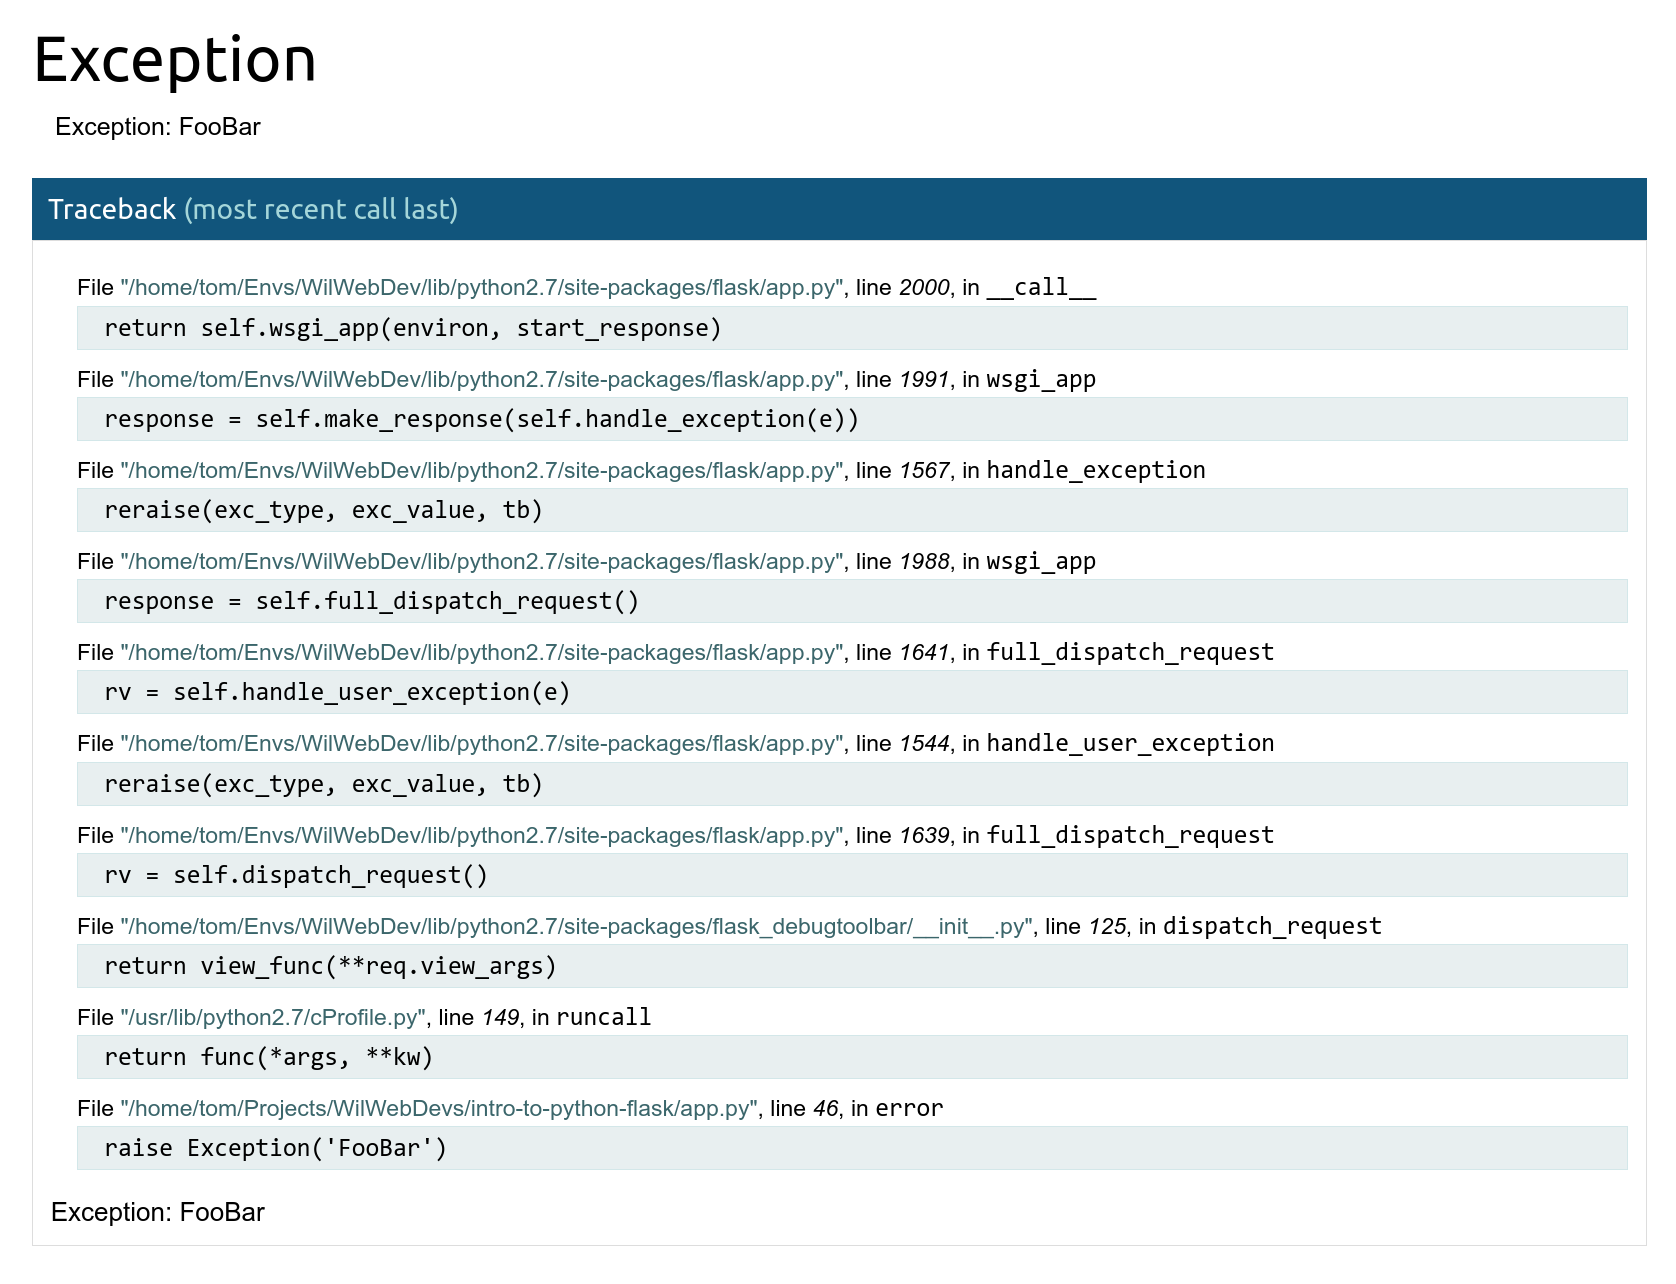 Exception
Exception: FooBar
Traceback (most recent call last)
File "/home/tom/Envs/WilWebDev/lib/python2.7/site-packages/flask/app.py", line 2000, in __call__
return self.wsgi_app(environ, start_response)
File "/home/tom/Envs/WilWebDev/lib/python2.7/site-packages/flask/app.py", line 1991, in wsgi_app
response = self.make_response(self.handle_exception(e))
File "/home/tom/Envs/WilWebDev/lib/python2.7/site-packages/flask/app.py", line 1567, in handle_exception
reraise(exc_type, exc_value, tb)
File "/home/tom/Envs/WilWebDev/lib/python2.7/site-packages/flask/app.py", line 1988, in wsgi_app
response = self.full_dispatch_request()
File "/home/tom/Envs/WilWebDev/lib/python2.7/site-packages/flask/app.py", line 1641, in full_dispatch_request
rv = self.handle_user_exception(e)
File "/home/tom/Envs/WilWebDev/lib/python2.7/site-packages/flask/app.py", line 1544, in handle_user_exception
reraise(exc_type, exc_value, tb)
File "/home/tom/Envs/WilWebDev/lib/python2.7/site-packages/flask/app.py", line 1639, in full_dispatch_request
rv = self.dispatch_request()
File "/home/tom/Envs/WilWebDev/lib/python2.7/site-packages/flask_debugtoolbar/__init__.py", line 125, in dispatch_request
return view_func(**req.view_args)
File "/usr/lib/python2.7/cProfile.py", line 149, in runcall
return func(*args, **kw)
File "/home/tom/Projects/WilWebDevs/intro-to-python-flask/app.py", line 46, in error
raise Exception('FooBar')
Exception: FooBar